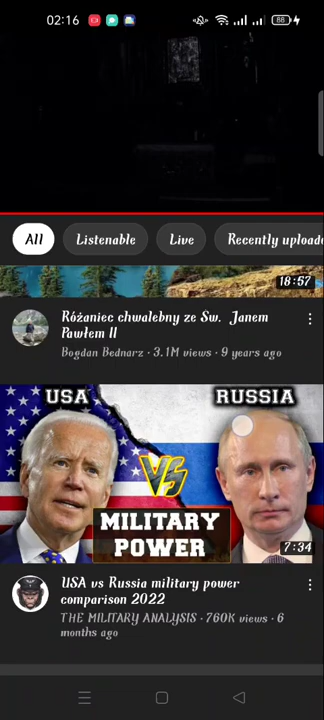 02:16
88
All
Listenable
Live
Recently uploade
18:57
Różaniec chwalebny ze Sw. Janem
Pawłem II
Bogdan Bednarz · 3.1M views · 9 years ago
USA
RUSSIA
VS
MILITARY
POWER
7:34
USA vs Russia military power
comparison 2022
THE MILITARY ANALYSIS · 760K views · 6
months ago